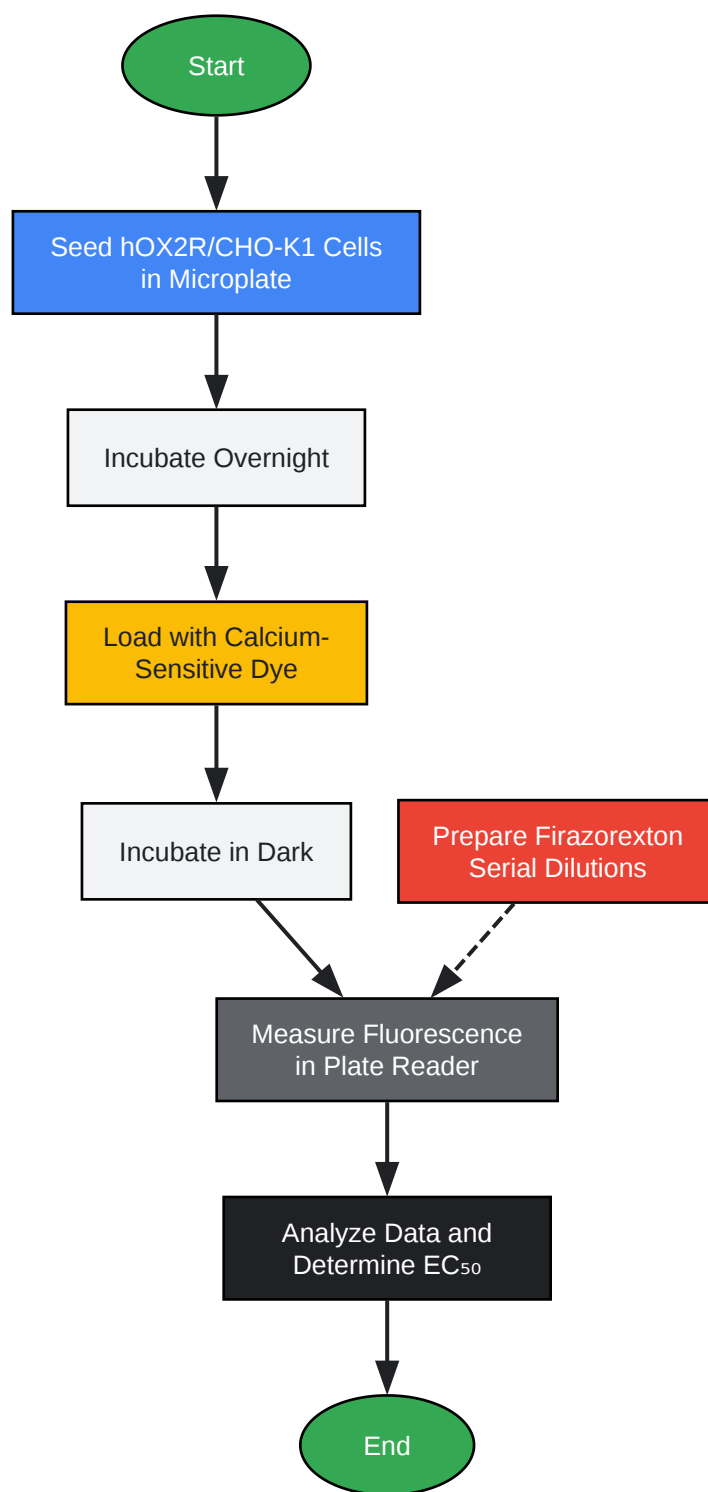 Start
Seed hOX2R/CHO-K1 Cells
in Microplate
Incubate Overnight
Load with Calcium-
Sensitive Dye
Incubate in Dark
Prepare Firazorexton
Serial Dilutions
Measure Fluorescence
in Plate Reader
Analyze Data and
Determine EC₅₀
End